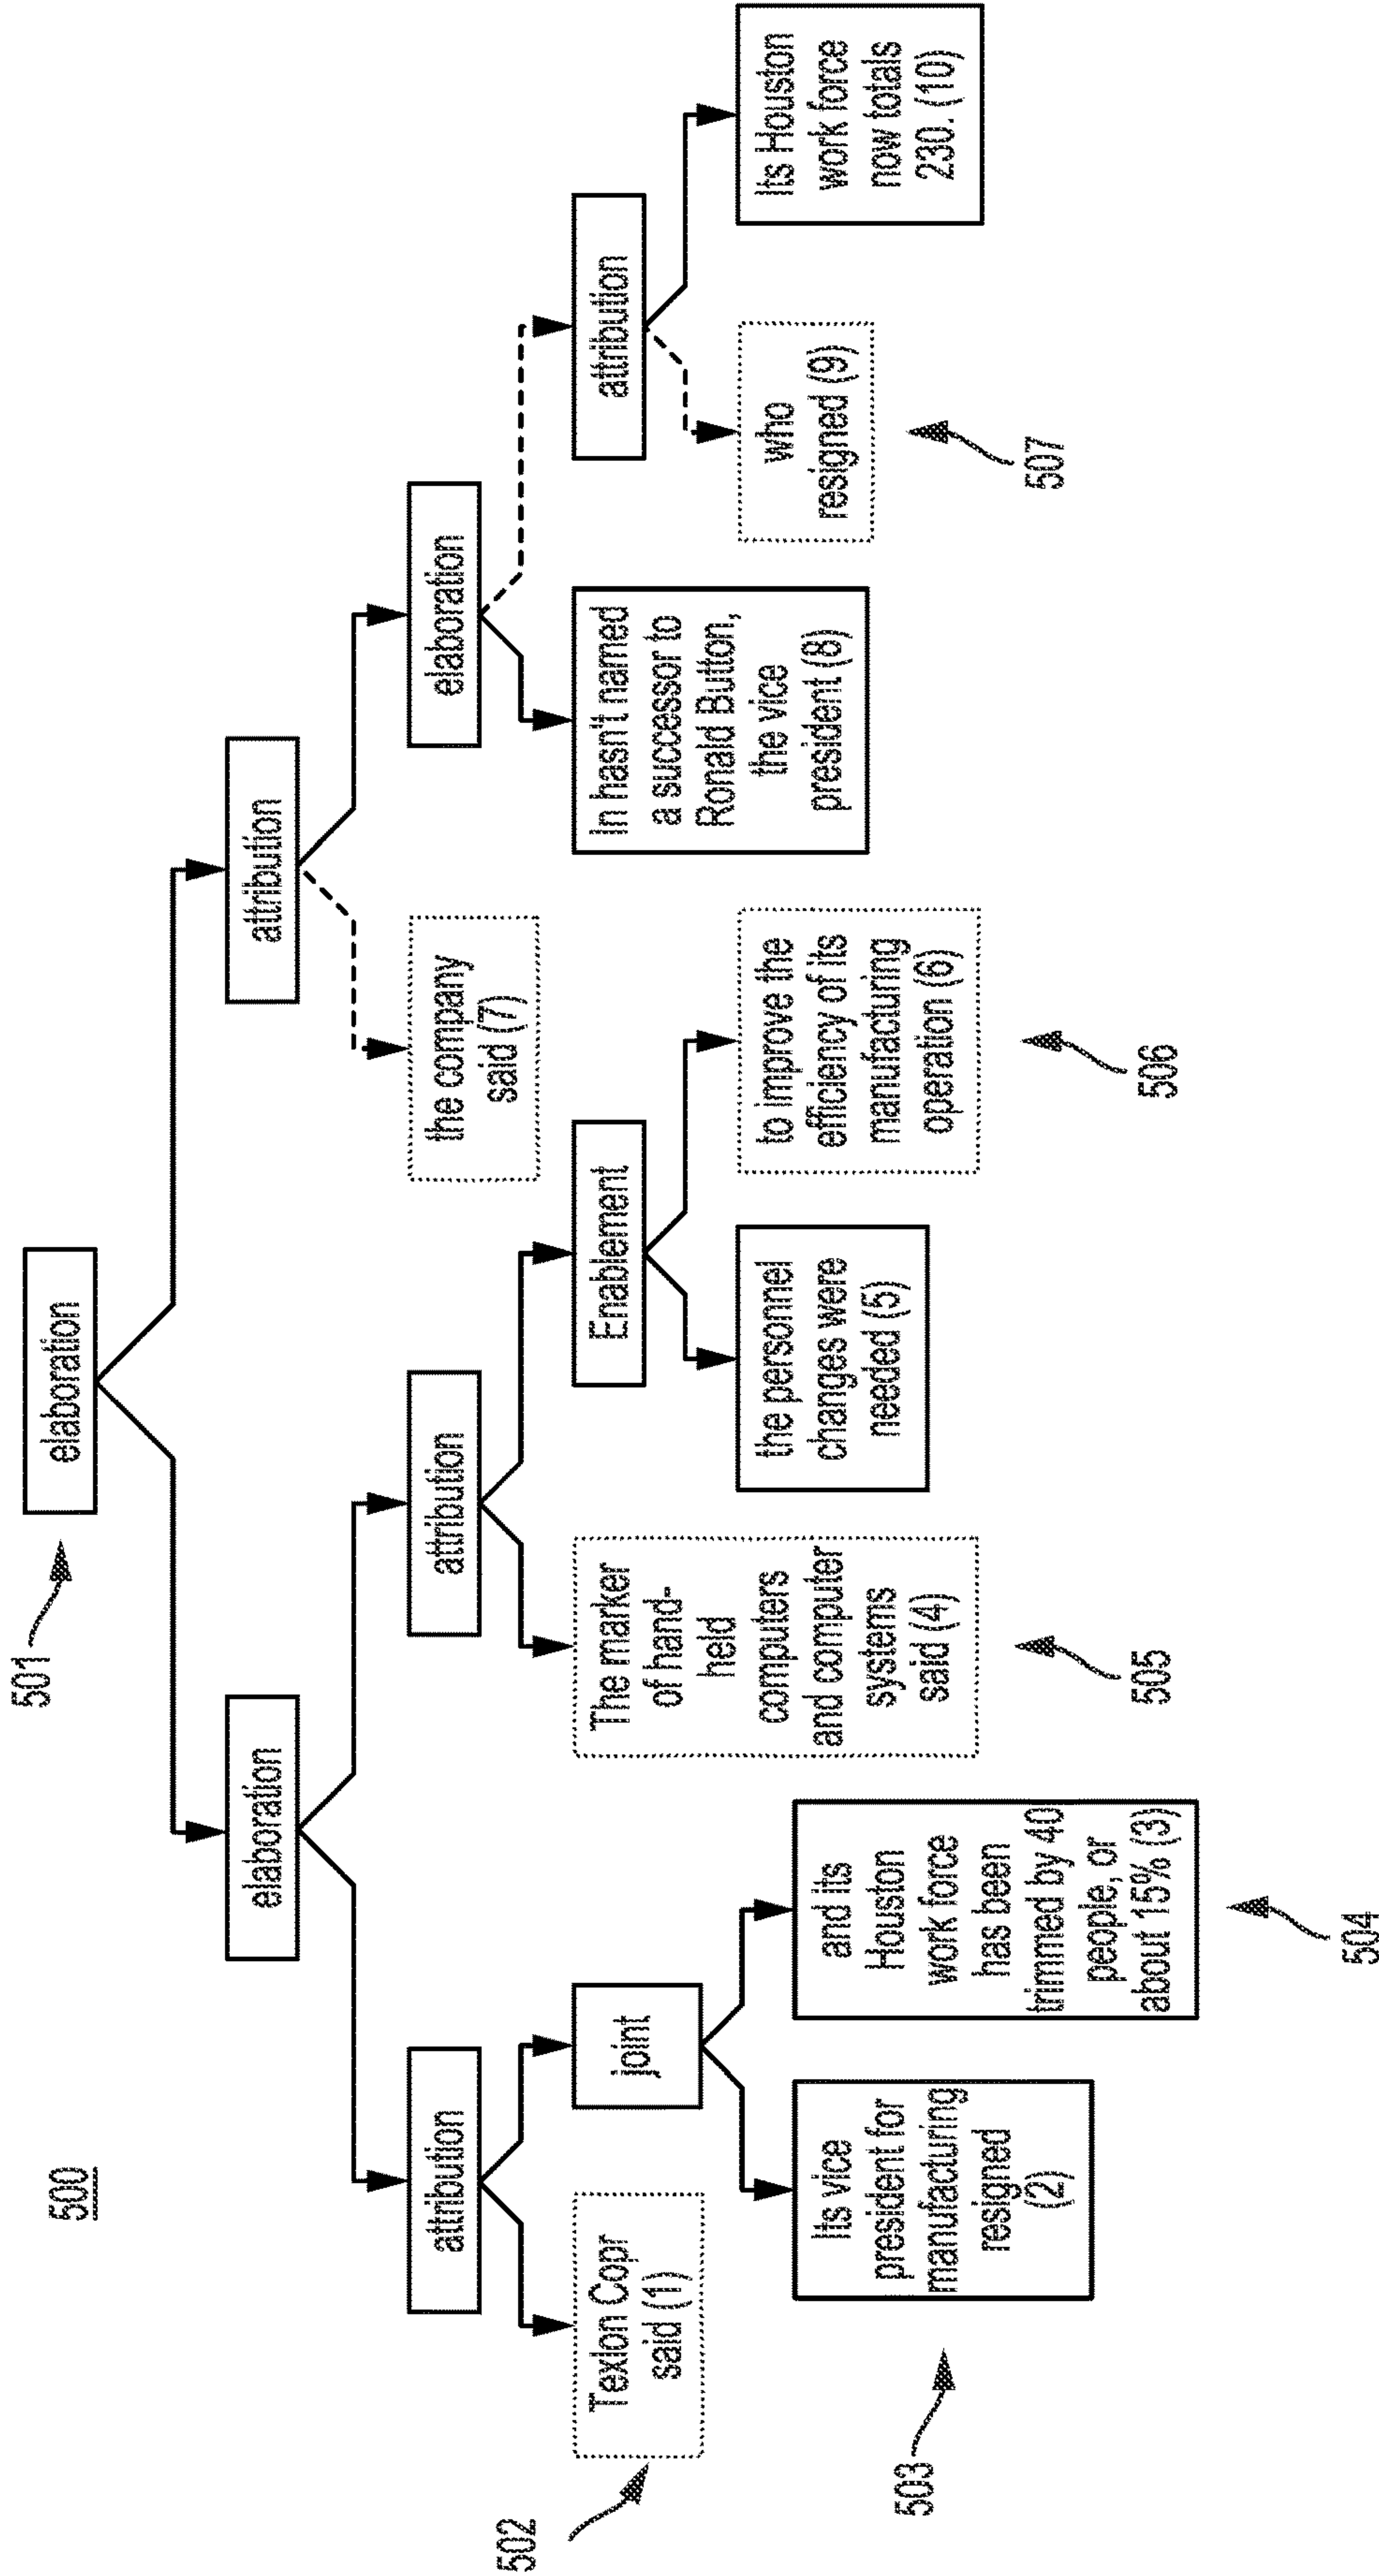 500
501
elaboration
elaboration
attribution
attribution
attribution
the company
said (7)
elaboration
502
Texlon Copr
said (1)
joint
The marker
of hand-
held
computers
and computer
systems
said (4)
505
Enablement
In hasn't named
a successor to
Ronald Button,
the vice
president (8)
attribution
503
Its vice
president for
manufacturing
resigned
(2)
and its
Houston
work force
has been
trimmed by 40
people, or
about 15% (3)
504
the personnel
changes were
needed (5)
to improve the
efficiency of its
manufacturing
operation (6)
506
who
resigned (9)
507
Its Houston
work force
now totals
230. (10)